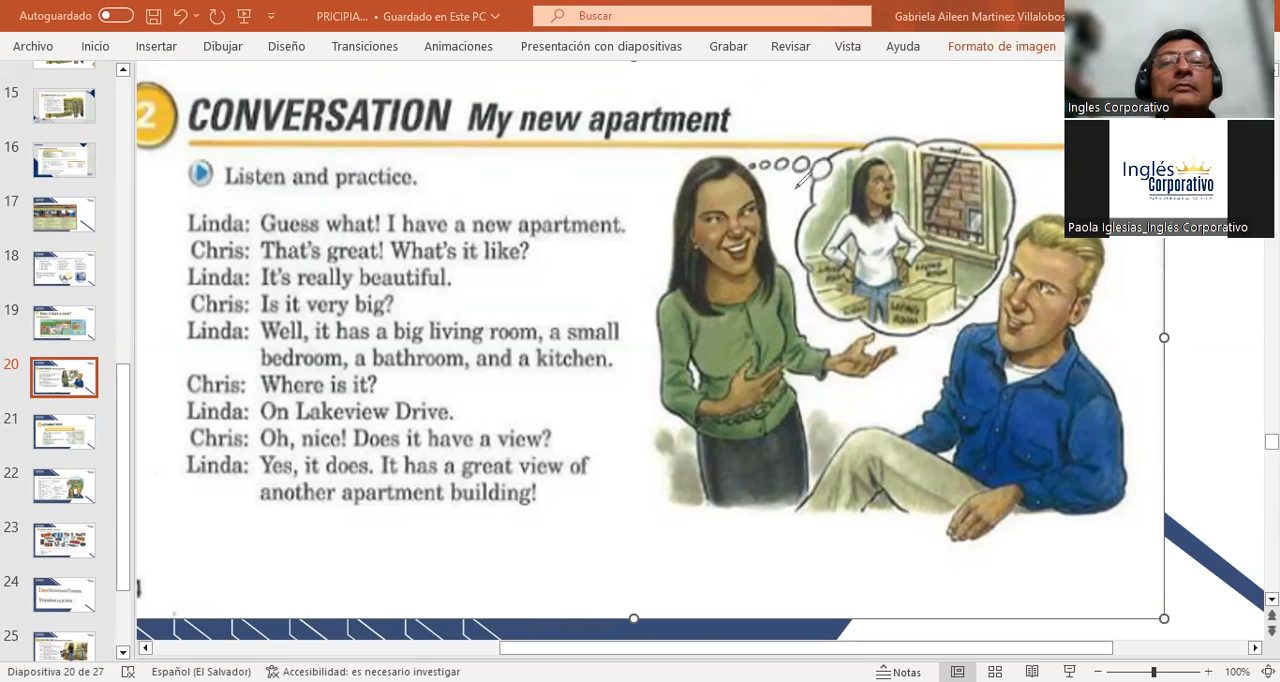 Autoguardado
PRICIPIA... • Guardado en Este PC
Buscar
Gabriela Aileen Martinez Villalobos
Archivo Inicio Insertar Dibujar Diseño Transiciones Animaciones Presentación con diapositivas Grabar Revisar Vista Ayuda Formato de imagen
Ingles Corporativo
Inglés
Corporativo
Paola Iglesias_Inglés Corporativo
15
16
17
18
19
20
21
22
23
24
25
2 CONVERSATION My new apartment
Listen and practice.
Linda: Guess what! I have a new apartment.
Chris: That's great! What's it like?
Linda: It's really beautiful.
Chris: Is it very big?
Linda: Well, it has a big living room, a small
bedroom, a bathroom, and a kitchen.
Chris: Where is it?
Linda: On Lakeview Drive.
Chris: Oh, nice! Does it have a view?
Linda: Yes, it does. It has a great view of
another apartment building!
LIVING
ROOM
Diapositiva 20 de 27 Español (El Salvador) Accesibilidad: es necesario investigar Notas 100%